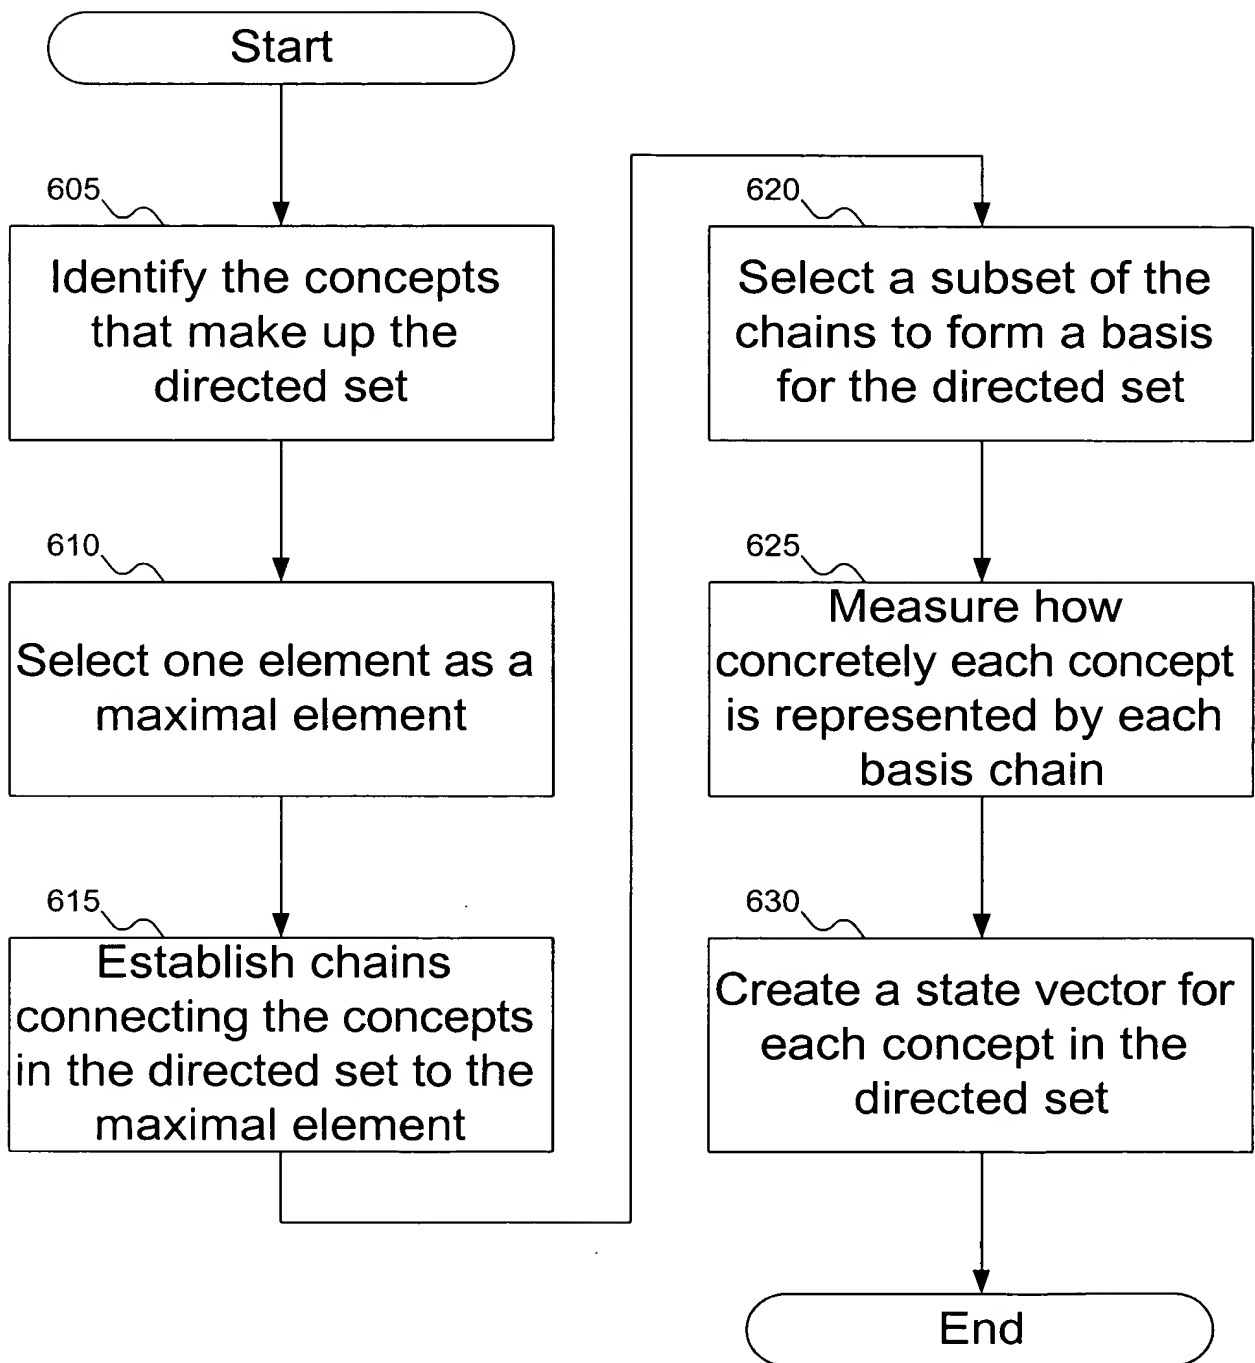 Start
605
Identify the concepts
that make up the
directed set
610
Select one element as a
maximal element
615
Establish chains
connecting the concepts
in the directed set to the
maximal element
620
Select a subset of the
chains to form a basis
for the directed set
625
Measure how
concretely each concept
is represented by each
basis chain
630
Create a state vector for
each concept in the
directed set
End